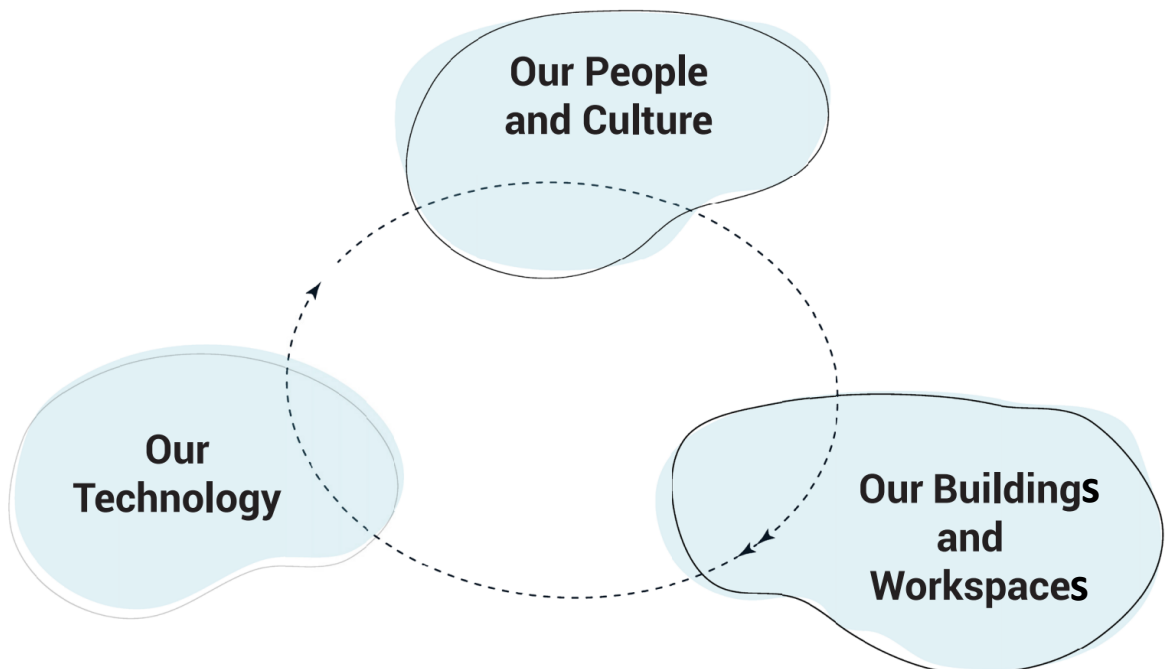 Our People
and Culture
Our
Technology
Our Buildings
and
Workspaces